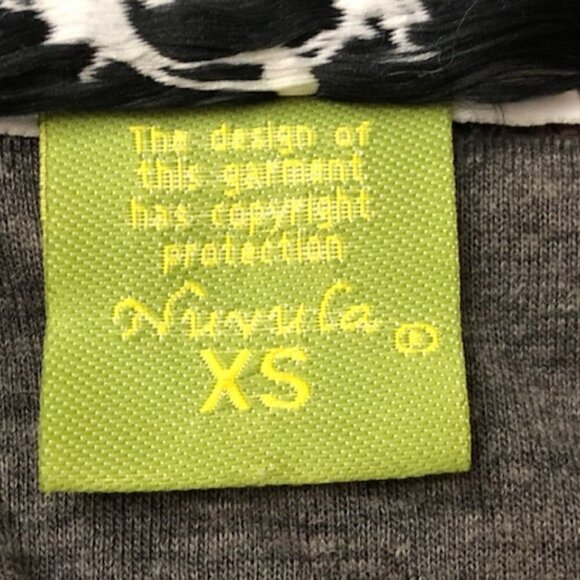 The design of
this garment
has copyright
protection
Nuvula ®
XS